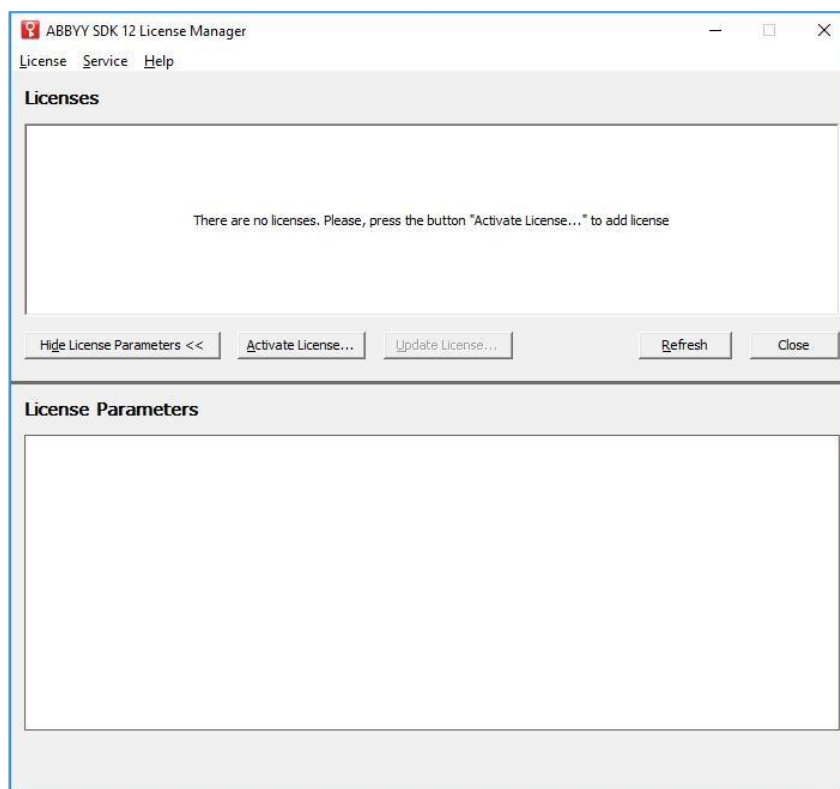 ABBYY SDK 12 License Manager
License Service Help
Licenses
There are no licenses. Please, press the button "Activate License..." to add license
Hide License Parameters << Activate License... Update License... Refresh Close
License Parameters